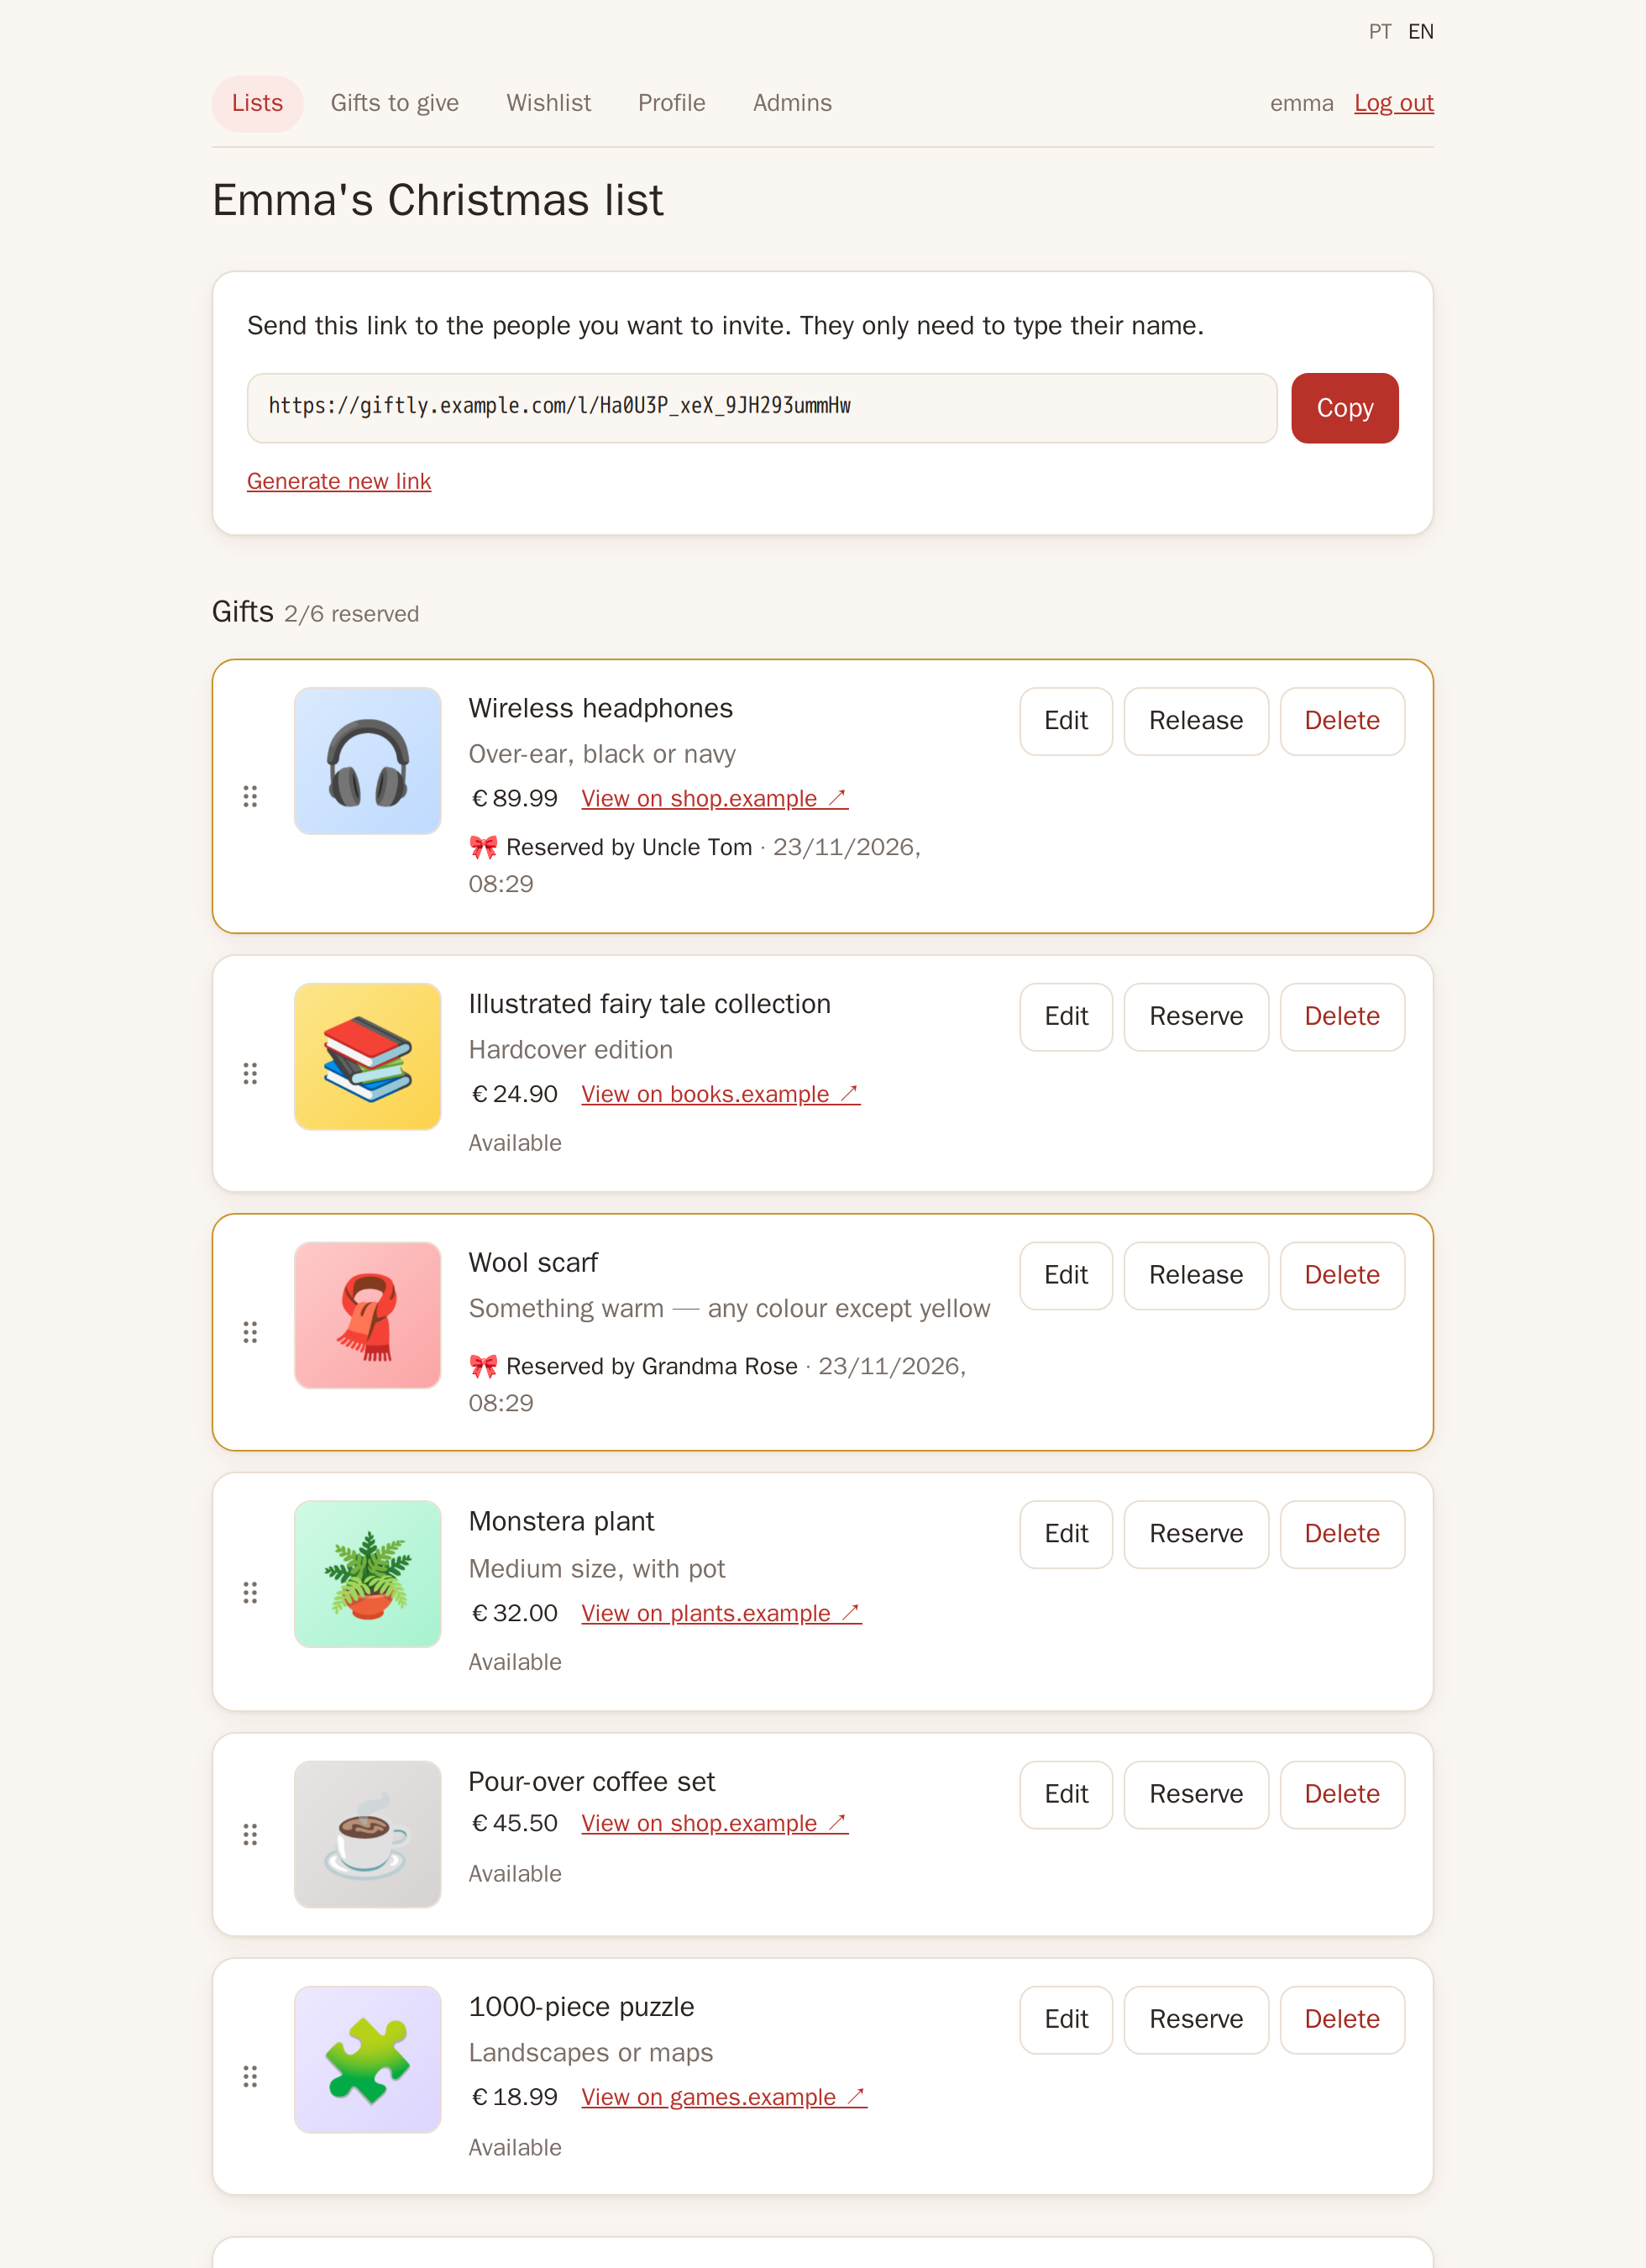 PT EN
Lists Gifts to give Wishlist Profile Admins emma Log out
Emma's Christmas list
Send this link to the people you want to invite. They only need to type their name.
https://giftly.example.com/l/Ha0U3P_xeX_9JH293ummHw Copy
Generate new link
Gifts 2/6 reserved
Wireless headphones Edit Release Delete
Over-ear, black or navy
€ 89.99 View on shop.example ↗
🎀 Reserved by Uncle Tom · 23/11/2026,
08:29
Illustrated fairy tale collection Edit Reserve Delete
Hardcover edition
€ 24.90 View on books.example ↗
Available
Wool scarf Edit Release Delete
Something warm — any colour except yellow
🎀 Reserved by Grandma Rose · 23/11/2026,
08:29
Monstera plant Edit Reserve Delete
Medium size, with pot
€ 32.00 View on plants.example ↗
Available
Pour-over coffee set Edit Reserve Delete
€ 45.50 View on shop.example ↗
Available
1000-piece puzzle Edit Reserve Delete
Landscapes or maps
€ 18.99 View on games.example ↗
Available